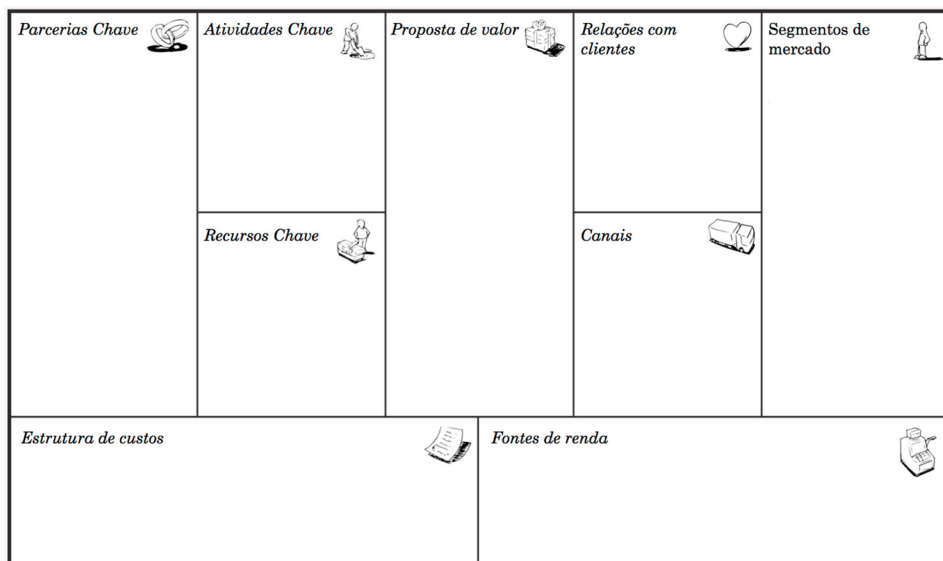 Parcerias Chave
Atividades Chave
Proposta de valor
Relações com
clientes
Segmentos de
mercado
Recursos Chave
Canais
Estrutura de custos
Fontes de renda